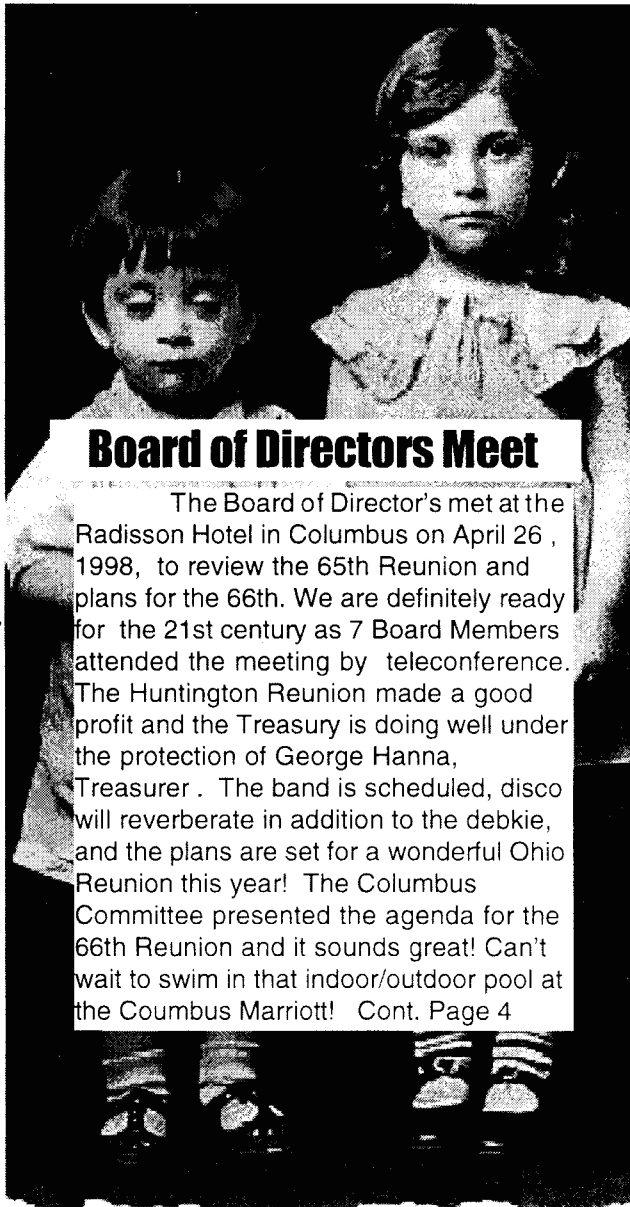 Board of Directors Meet
The Board of Director's met at the
Radisson Hotel in Columbus on April 26 ,
1998, to review the 65th Reunion and
plans for the 66th. We are definitely ready
for the 21st century as 7 Board Members
attended the meeting by teleconference.
The Huntington Reunion made a good
profit and the Treasury is doing well under
the protection of George Hanna,
Treasurer . The band is scheduled, disco
will reverberate in addition to the debkie,
and the plans are set for a wonderful Ohio
Reunion this year! The Columbus
Committee presented the agenda for the
66th Reunion and it sounds great! Can't
wait to swim in that indoor/outdoor pool at
the Coumbus Marriott! Cont. Page 4